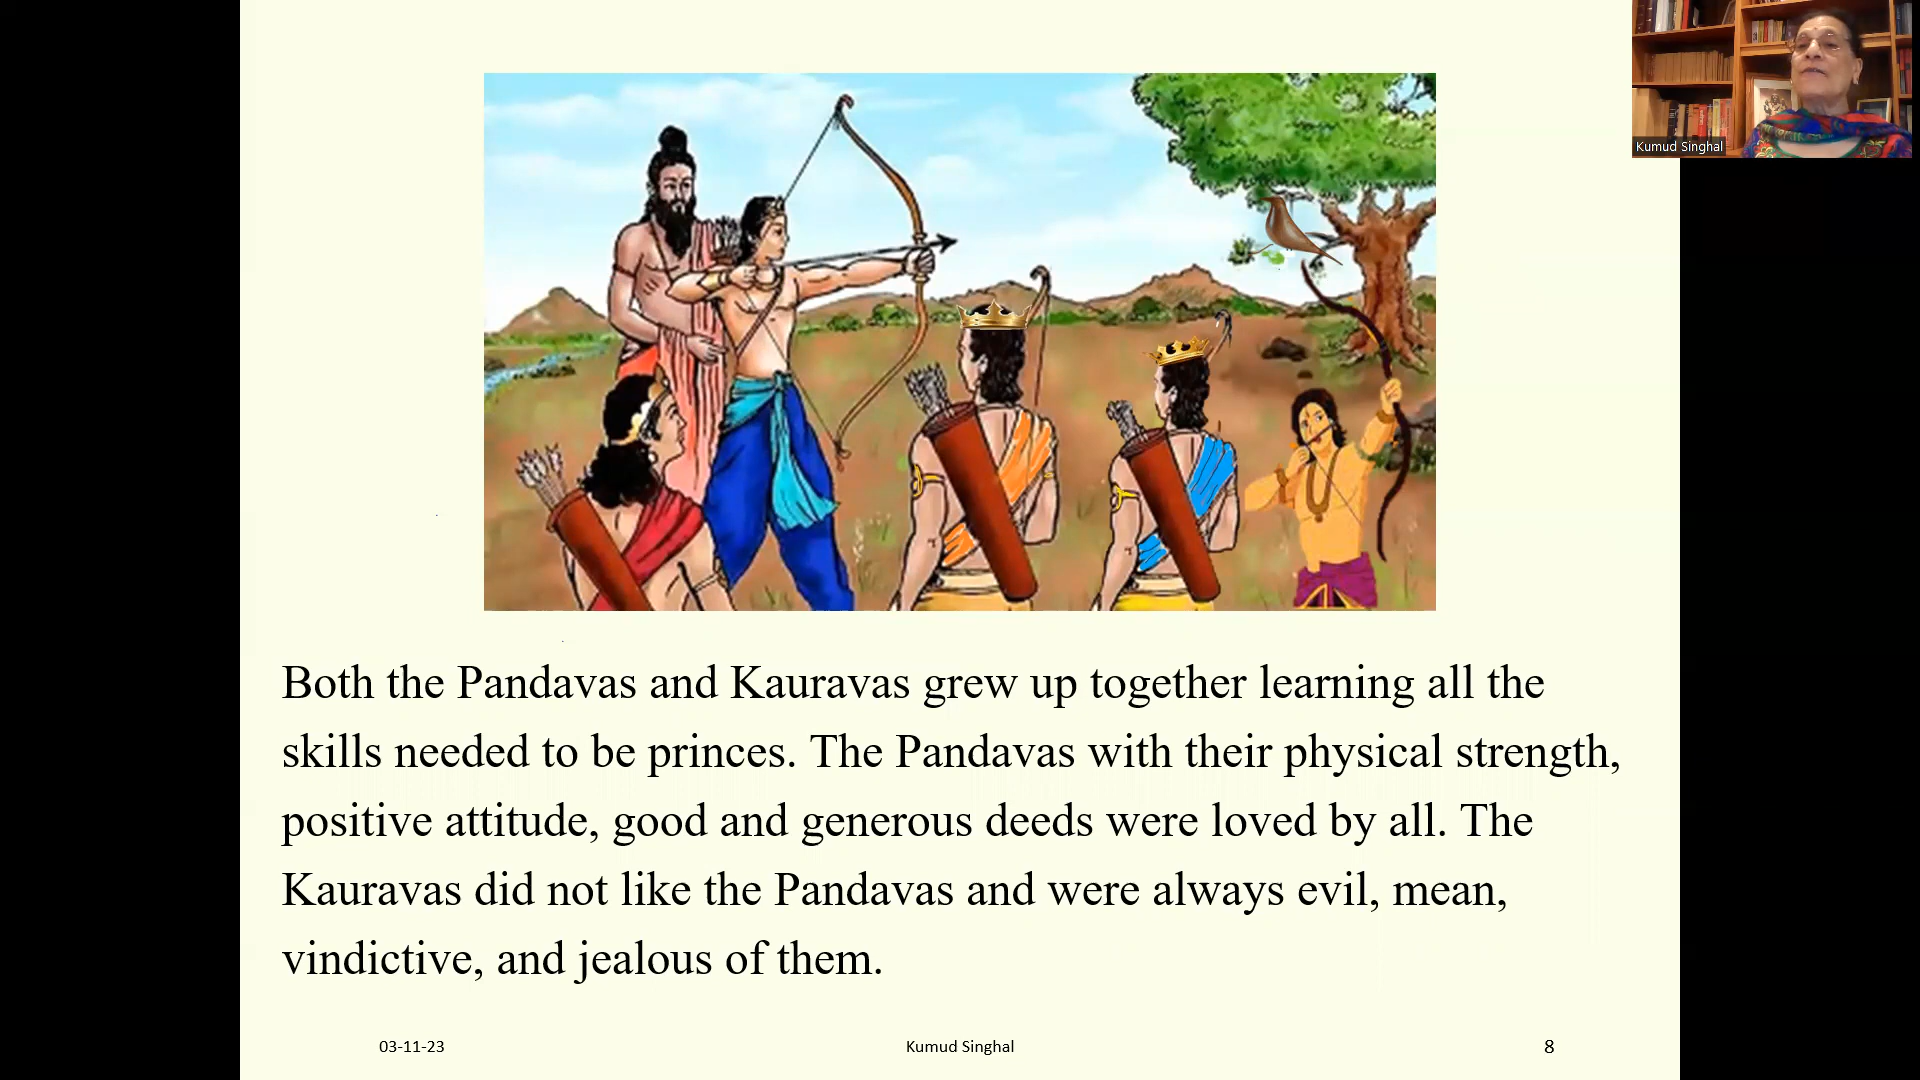 Kumud Singhal
Both the Pandavas and Kauravas grew up together learning all the
skills needed to be princes. The Pandavas with their physical strength,
positive attitude, good and generous deeds were loved by all. The
Kauravas did not like the Pandavas and were always evil, mean,
vindictive, and jealous of them.
03-11-23
Kumud Singhal
8